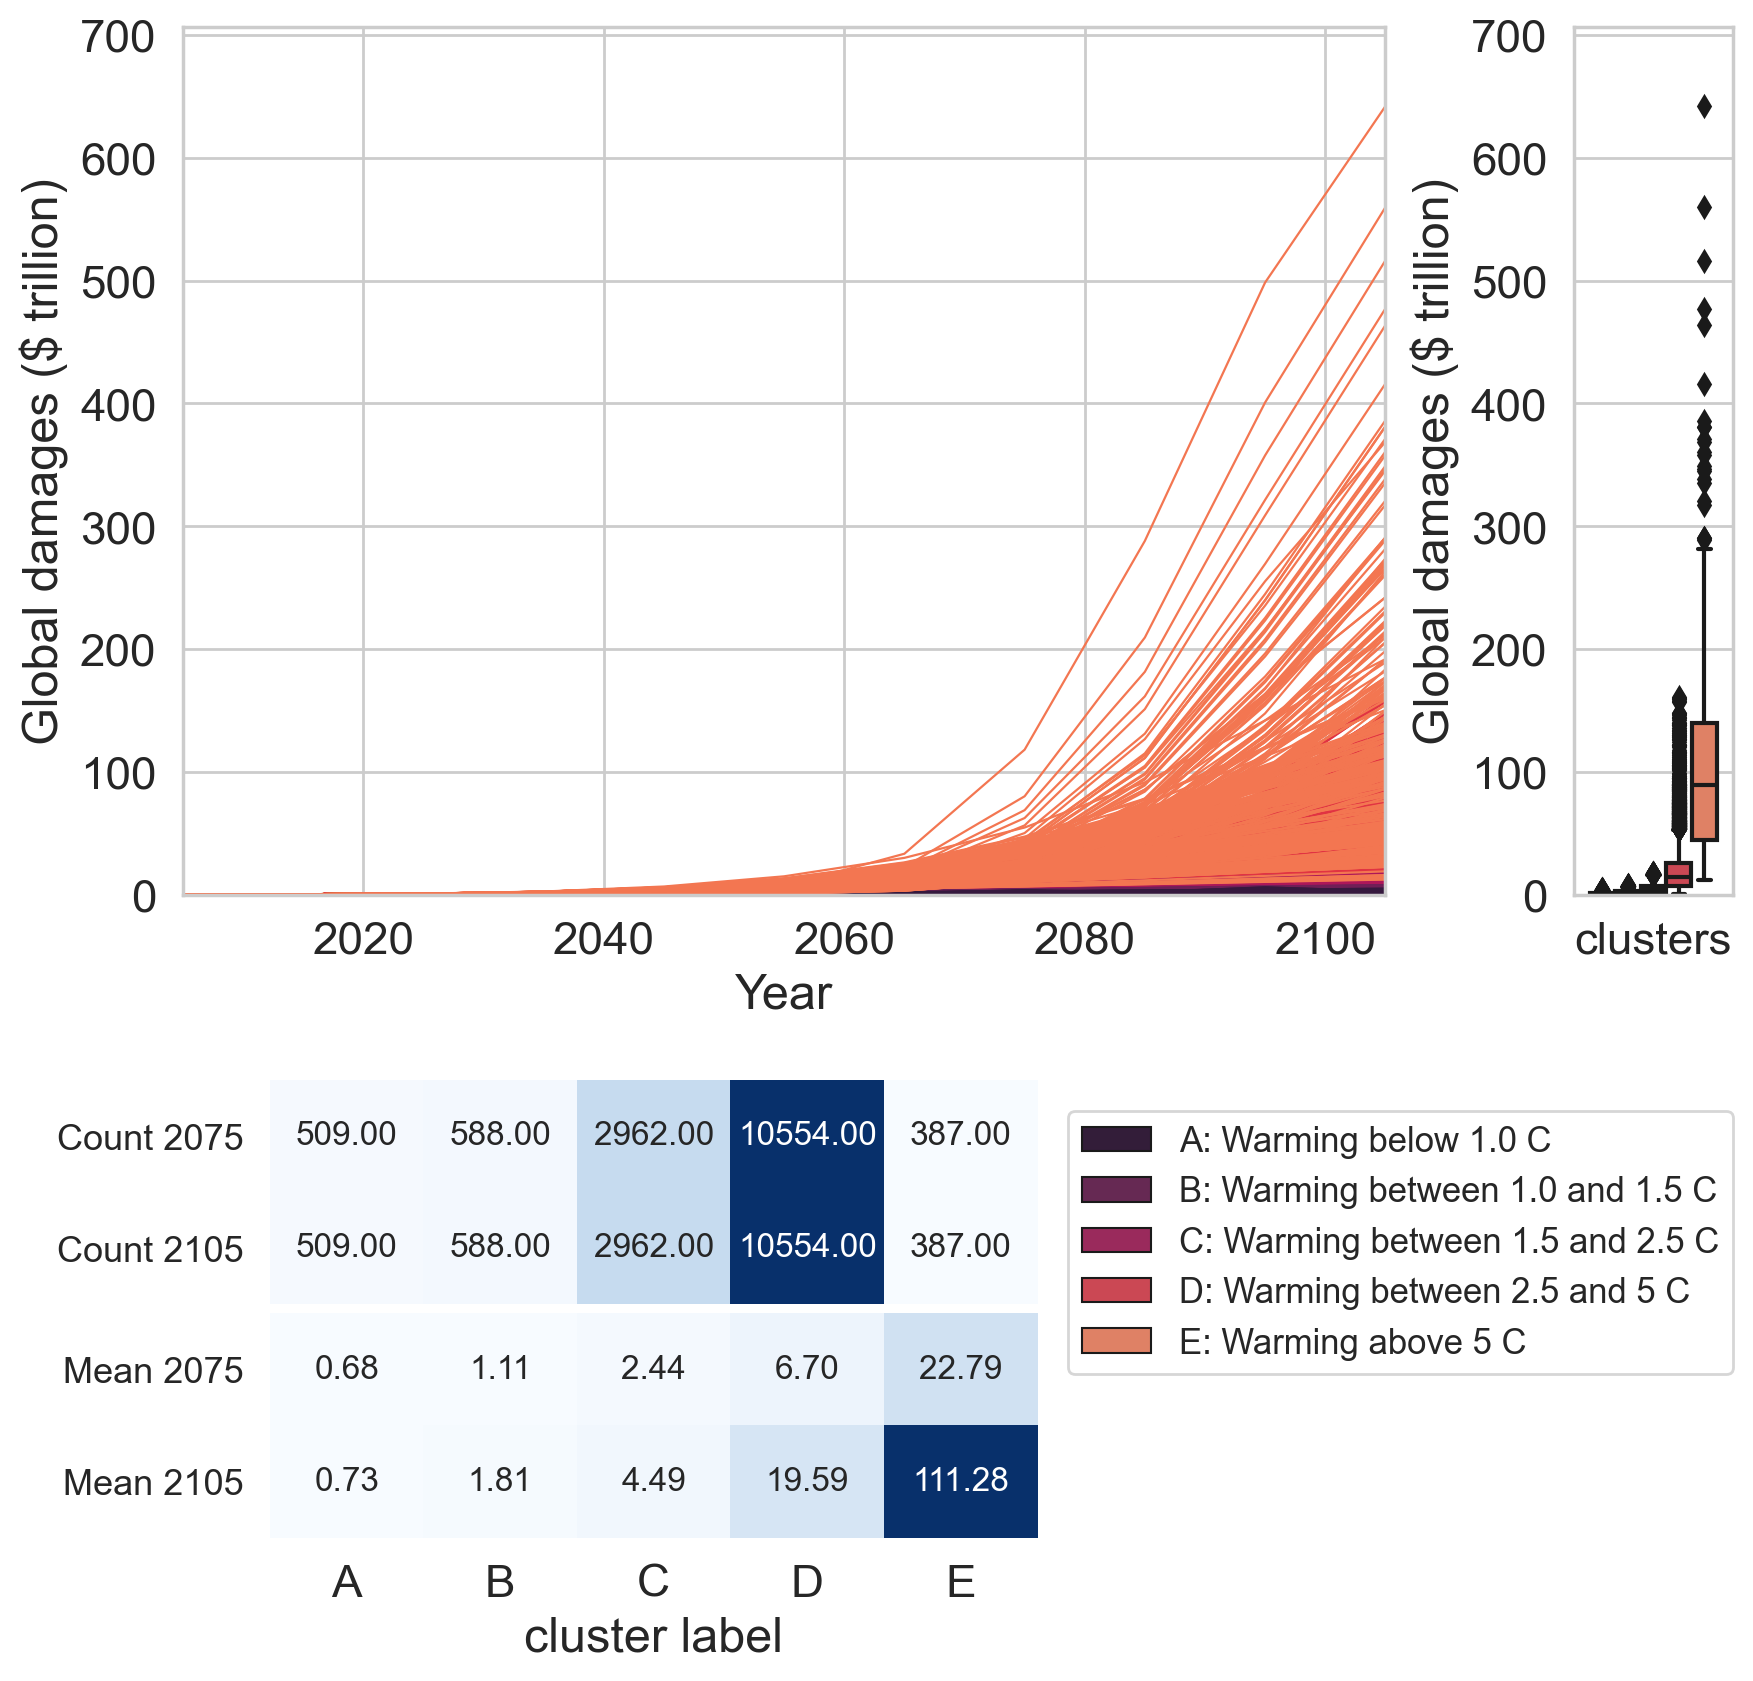 700
600
500
400
300
200
100
0
Global damages ($ trillion)
2020 2040 2060 2080 2100
Year
700
600
500
400
300
200
100
0
Global damages ($ trillion)
clusters
Count 2075 509.00 588.00 2962.00 10554.00 387.00
Count 2105 509.00 588.00 2962.00 10554.00 387.00
Mean 2075 0.68 1.11 2.44 6.70 22.79
Mean 2105 0.73 1.81 4.49 19.59 111.28
A B C D E
cluster label
A: Warming below 1.0 C
B: Warming between 1.0 and 1.5 C
C: Warming between 1.5 and 2.5 C
D: Warming between 2.5 and 5 C
E: Warming above 5 C